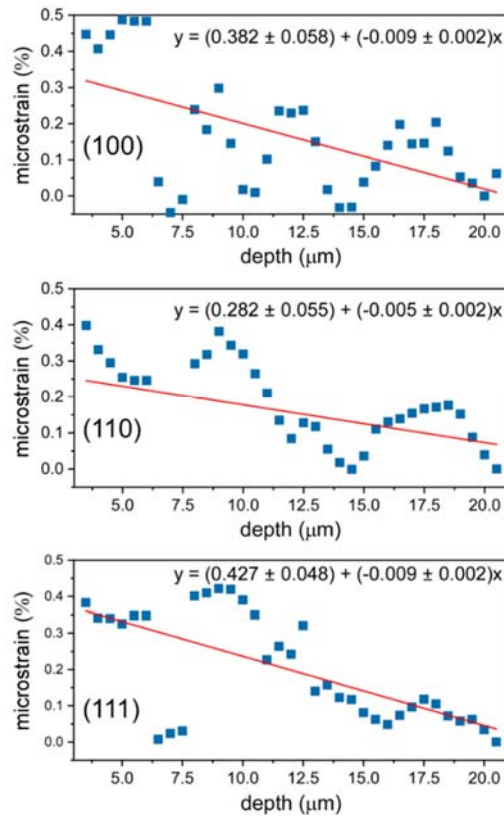 y = (0.382 ± 0.058) + (-0.009 ± 0.002)x
0.5
0.4
0.3
0.2
0.1
0.0
microstrain (%)
(100)
5.0 7.5 10.0 12.5 15.0 17.5 20.0
depth (μm)
y = (0.282 ± 0.055) + (-0.005 ± 0.002)x
0.5
0.4
0.3
0.2
0.1
0.0
microstrain (%)
(110)
5.0 7.5 10.0 12.5 15.0 17.5 20.0
depth (μm)
y = (0.427 ± 0.048) + (-0.009 ± 0.002)x
0.5
0.4
0.3
0.2
0.1
0.0
microstrain (%)
(111)
5.0 7.5 10.0 12.5 15.0 17.5 20.0
depth (μm)